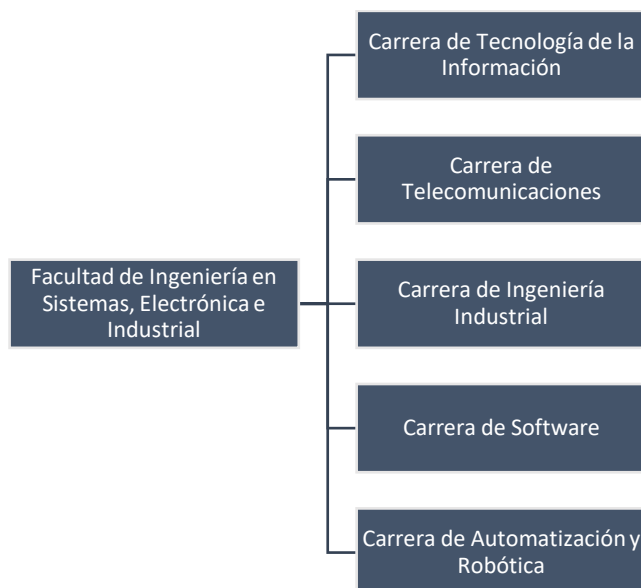 Carrera de Tecnología de la
Información
Carrera de
Telecomunicaciones
Facultad de Ingeniería en
Sistemas, Electrónica e
Industrial
Carrera de Ingeniería
Industrial
Carrera de Software
Carrera de Automatización y
Robótica